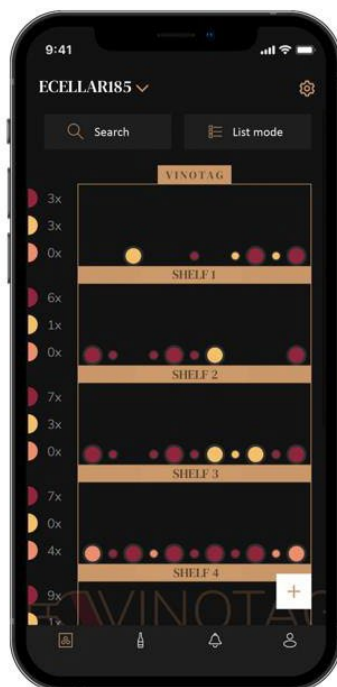 9:41
ECELLAR185
Search
List mode
VINOTAG
3x
3x
0x
SHELF 1
6x
1x
0x
SHELF 2
7x
3x
0x
SHELF 3
7x
0x
4x
SHELF 4
+
9x
VINOTAG
1x